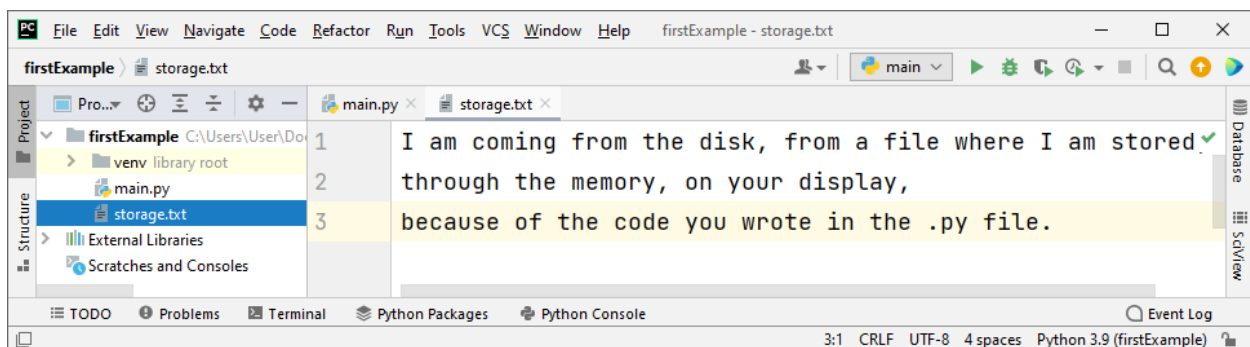 PC File Edit View Navigate Code Refactor Run Tools VCS Window Help firstExample - storage.txt
firstExample storage.txt main
Project Pro... main.py storage.txt Database
firstExample C:\Users\User\Do
venv library root
main.py
storage.txt
External Libraries
Scratches and Consoles
Structure
1 I am coming from the disk, from a file where I am stored,
2 through the memory, on your display,
3 because of the code you wrote in the .py file.
SciView
TODO Problems Terminal Python Packages Python Console Event Log
3:1 CRLF UTF-8 4 spaces Python 3.9 (firstExample)